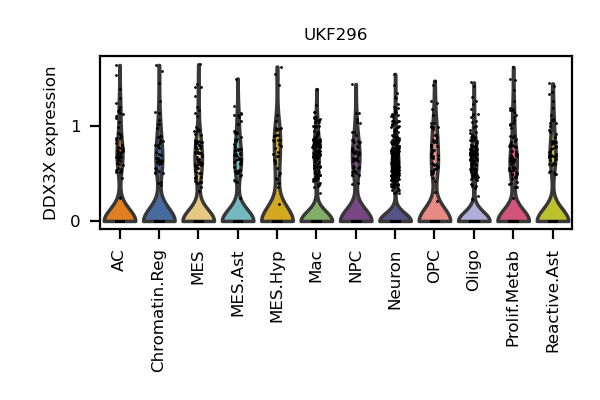 UKF296
DDX3X expression
1
0
AC
Chromatin.Reg
MES
MES.Ast
MES.Hyp
Mac
NPC
Neuron
OPC
Oligo
Prolif.Metab
Reactive.Ast